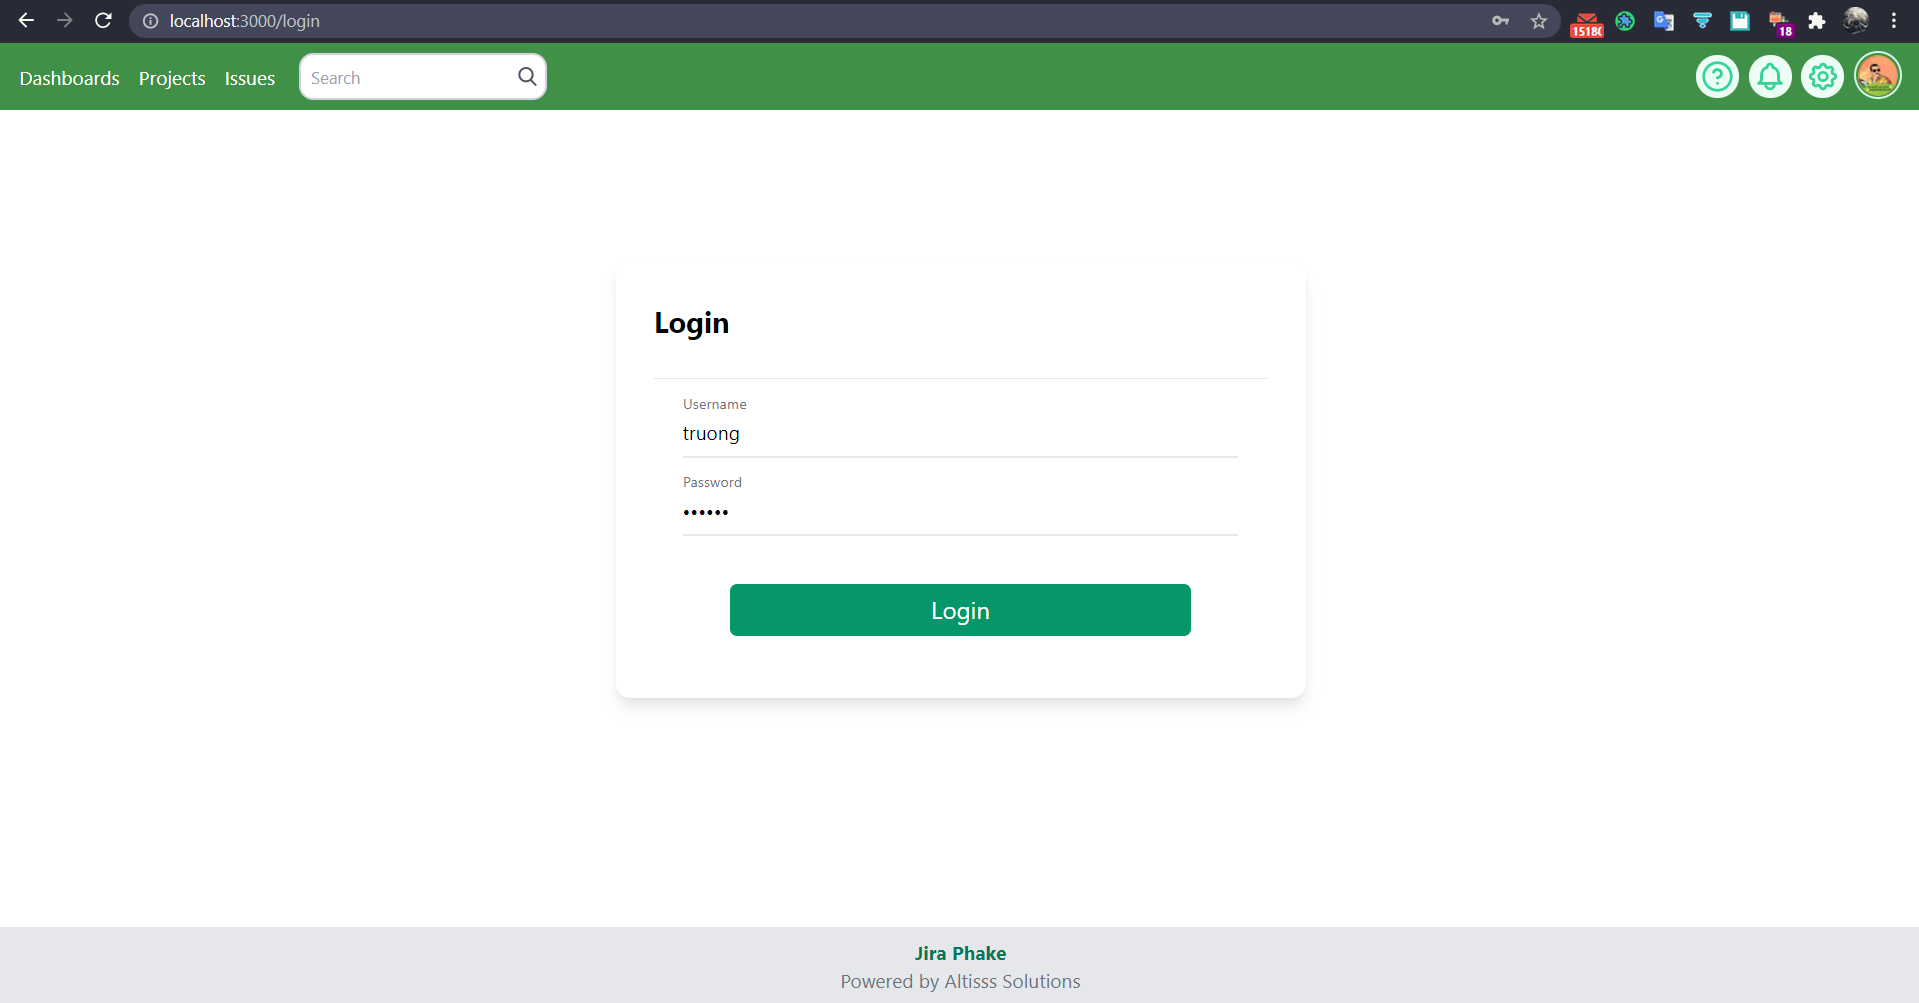 localhost:3000/login
15180
18
Dashboards Projects Issues Search
Login
Username
truong
Password
••••••
Login
Jira Phake
Powered by Altisss Solutions